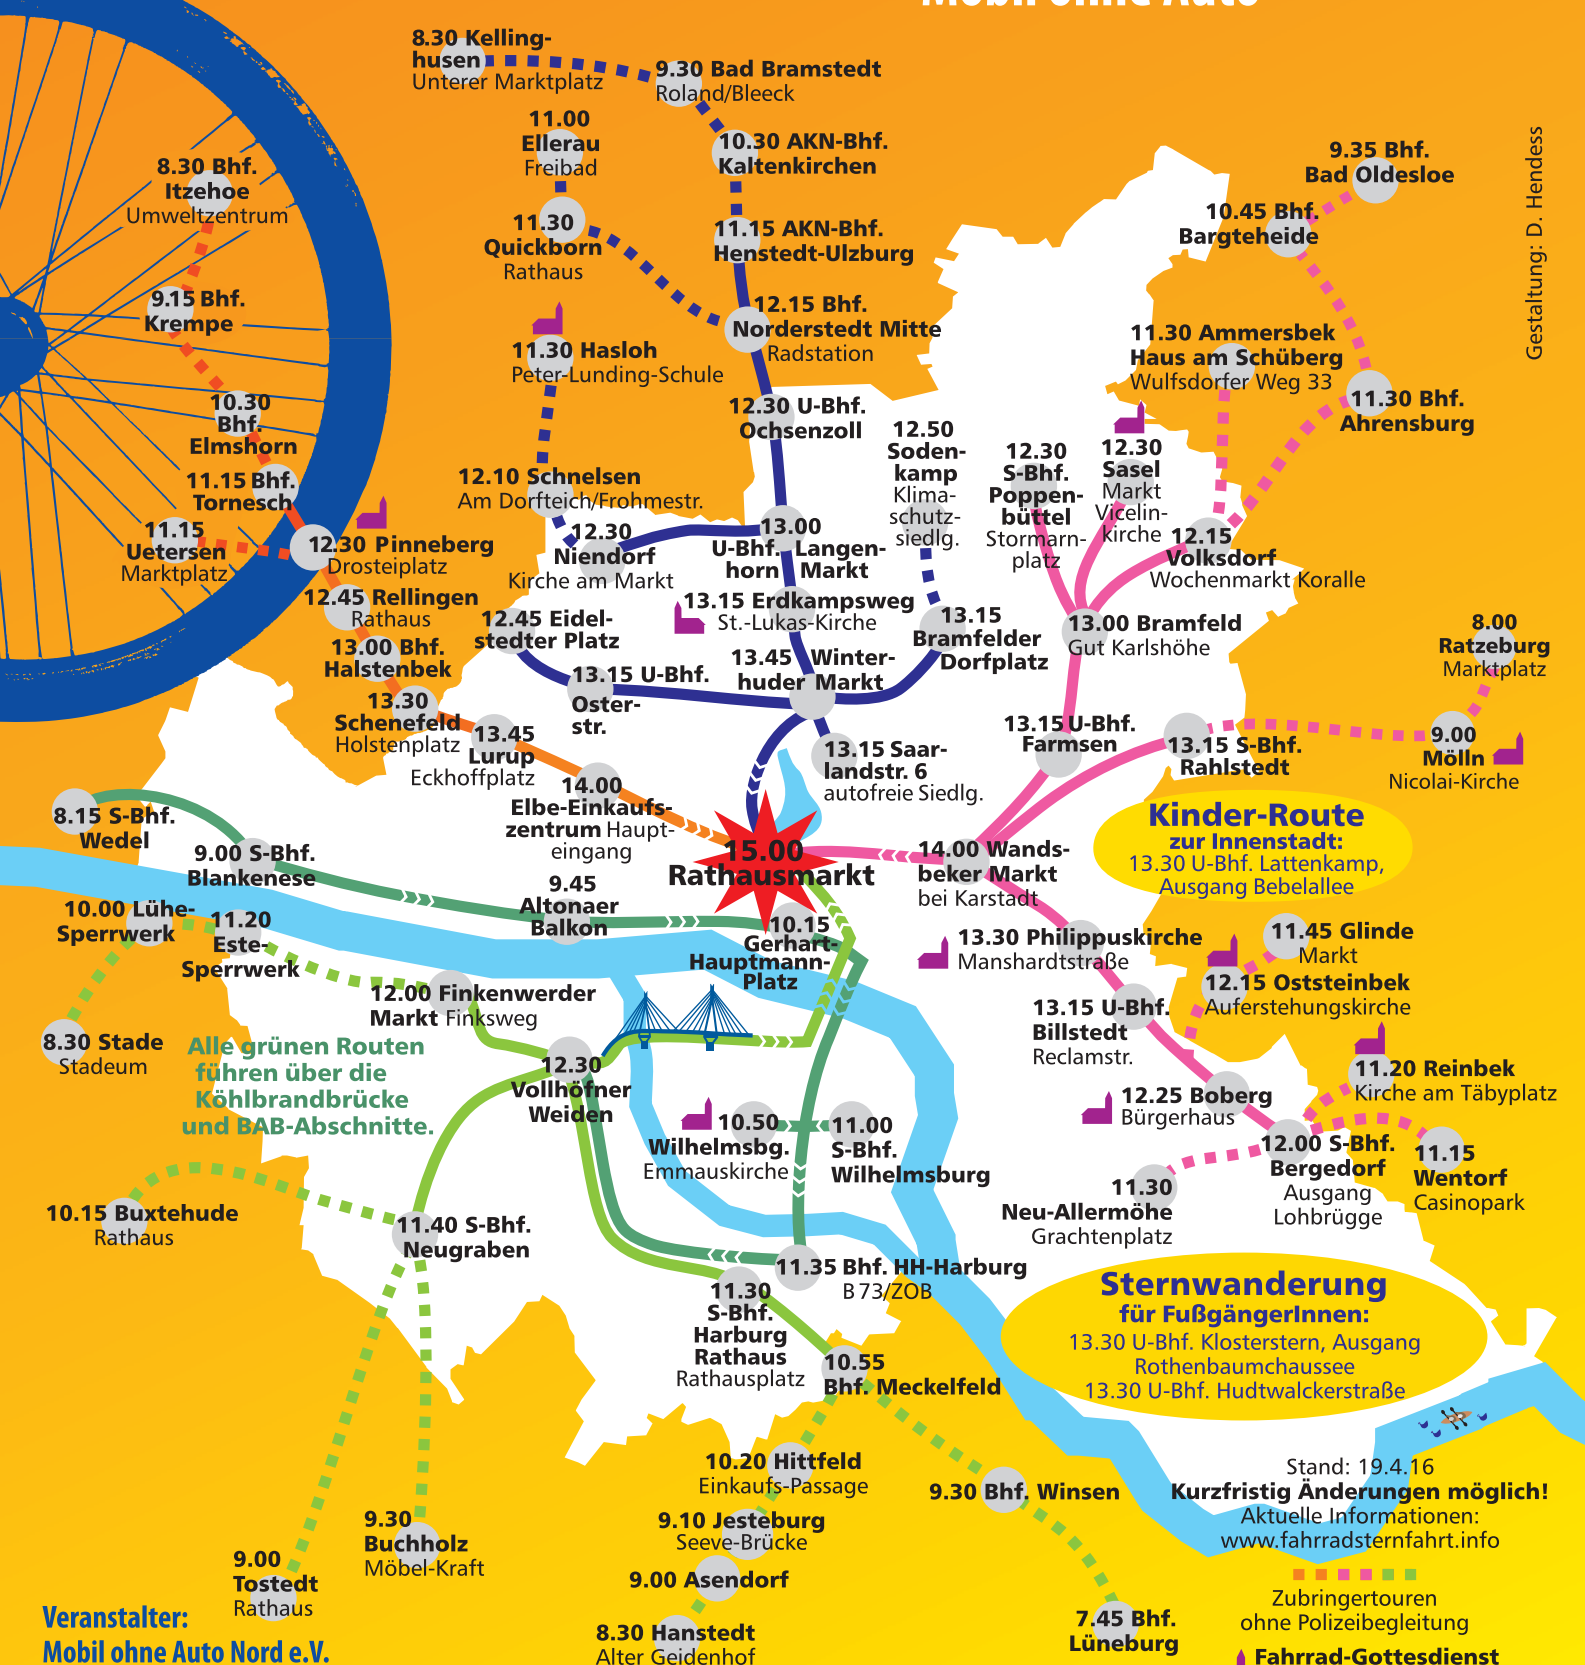 8.30 Kelling-
husen
Unterer Marktplatz
9.30 Bad Bramstedt
Roland/Bleeck
11.00
Ellerau
Freibad
10.30 AKN-Bhf.
Kaltenkirchen
11.30
Quickborn
Rathaus
11.15 AKN-Bhf.
Henstedt-Ulzburg
8.30 Bhf.
Itzehoe
Umweltzentrum
9.15 Bhf.
Krempe
10.30
Bhf.
Elmshorn
11.15 Bhf.
Tornesch
11.15
Uetersen
Marktplatz
12.30 Pinneberg
Drosteiplatz
12.45 Rellingen
Rathaus
13.00 Bhf.
Halstenbek
13.30
Schenefeld
Holstenplatz
13.45
Lurup
Eckhoffplatz
14.00
Elbe-Einkaufs-
zentrum Haupt-
eingang
12.15 Bhf.
Norderstedt Mitte
Radstation
11.30 Hasloh
Peter-Lunding-Schule
12.30 U-Bhf.
Ochsenzoll
12.10 Schnelsen
Am Dorfteich/Frohmestr.
12.30
Niendorf
Kirche am Markt
13.00
U-Bhf. Langen-
horn Markt
13.15 Erdkampsweg
St.-Lukas-Kirche
12.45 Eidel-
stedter Platz
13.15 U-Bhf.
Oster-
str.
13.45 Winter-
huder Markt
12.50
Soden-
kamp
Klima-
schutz-
siedlg.
13.15
Bramfelder
Dorfplatz
13.15 Saar-
landstr. 6
autofreie Siedlg.
9.35 Bhf.
Bad Oldesloe
10.45 Bhf.
Bargteheide
11.30 Ammersbek
Haus am Schüberg
Wulfsdorfer Weg 33
11.30 Bhf.
Ahrensburg
12.30
S-Bhf.
Poppen-
büttel
Stormarn-
platz
12.30
Sasel
Markt
Vicelin-
kirche
12.15
Volksdorf
Wochenmarkt Koralle
13.00 Bramfeld
Gut Karlshöhe
8.00
Ratzeburg
Marktplatz
13.15 U-Bhf.
Farmsen
13.15 S-Bhf.
Rahlstedt
9.00
Mölln
Nicolai-Kirche
Gestaltung: D. Hendess
Kinder-Route
zur Innenstadt:
13.30 U-Bhf. Lattenkamp,
Ausgang Bebelallee
15.00
Rathausmarkt
14.00 Wands-
beker Markt
bei Karstadt
8.15 S-Bhf.
Wedel
9.00 S-Bhf.
Blankenese
9.45
Altonaer
Balkon
10.15
Gerhart-
Hauptmann-
Platz
10.00 Lühe-
Sperrwerk
11.20
Este-
Sperrwerk
12.00 Finkenwerder
Markt Finksweg
8.30 Stade
Stadeum
Alle grünen Routen
führen über die
Köhlbrandbrücke
und BAB-Abschnitte.
12.30
Vollhöfner
Weiden
13.30 Philippuskirche
Manshardtstraße
11.45 Glinde
Markt
12.15 Oststeinbek
Auferstehungskirche
13.15 U-Bhf.
Billstedt
Reclamstr.
11.20 Reinbek
Kirche am Täbyplatz
12.25 Boberg
Bürgerhaus
12.00 S-Bhf.
Bergedorf
Ausgang
Lohbrügge
11.15
Wentorf
Casinopark
11.30
Neu-Allermöhe
Grachtenplatz
10.50
Wilhelmsbg.
Emmauskirche
11.00
S-Bhf.
Wilhelmsburg
10.15 Buxtehude
Rathaus
11.40 S-Bhf.
Neugraben
11.35 Bhf. HH-Harburg
B 73/ZOB
11.30
S-Bhf.
Harburg
Rathaus
Rathausplatz
10.55
Bhf. Meckelfeld
Sternwanderung
für FußgängerInnen:
13.30 U-Bhf. Klosterstern, Ausgang
Rothenbaumchaussee
13.30 U-Bhf. Hudtwalckerstraße
10.20 Hittfeld
Einkaufs-Passage
9.30 Bhf. Winsen
9.10 Jesteburg
Seeve-Brücke
9.00 Asendorf
8.30 Hanstedt
Alter Geidenhof
7.45 Bhf.
Lüneburg
9.30
Buchholz
Möbel-Kraft
9.00
Tostedt
Rathaus
Stand: 19.4.16
Kurzfristig Änderungen möglich!
Aktuelle Informationen:
www.fahrradsternfahrt.info
Zubringertouren
ohne Polizeibegleitung
Fahrrad-Gottesdienst
Veranstalter:
Mobil ohne Auto Nord e.V.